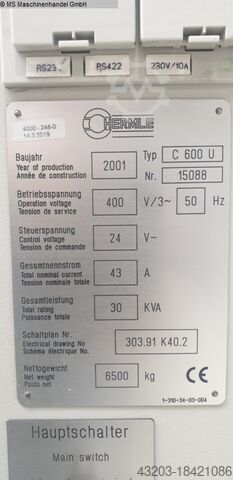 MS Maschinenhandel GmbH
RS23
RS422
230V/10A
4000-248-0
14.3.2019
HERMLE
Baujahr
Year of production
Année de construction
2001
Typ C 600 U
Nr. 15088
Betriebsspannung
Operation voltage
Tension de service
400 V/3~ 50 Hz
Steuerspannung
Control voltage
Tension de commande
24 V-
Gesamtnennstrom
Total nominal current
Tension nominale totale
43 A
Gesamtleistung
Total rating
Puissance totale
30 KVA
Schaltplan Nr.
Electrical drawing No
Schéma électrique No.
303.91 K40.2
Nettogewicht
Net weight
Poids net
6500 kg
CE
1-310-34-03-004
Hauptschalter
Main switch
43203-18421086